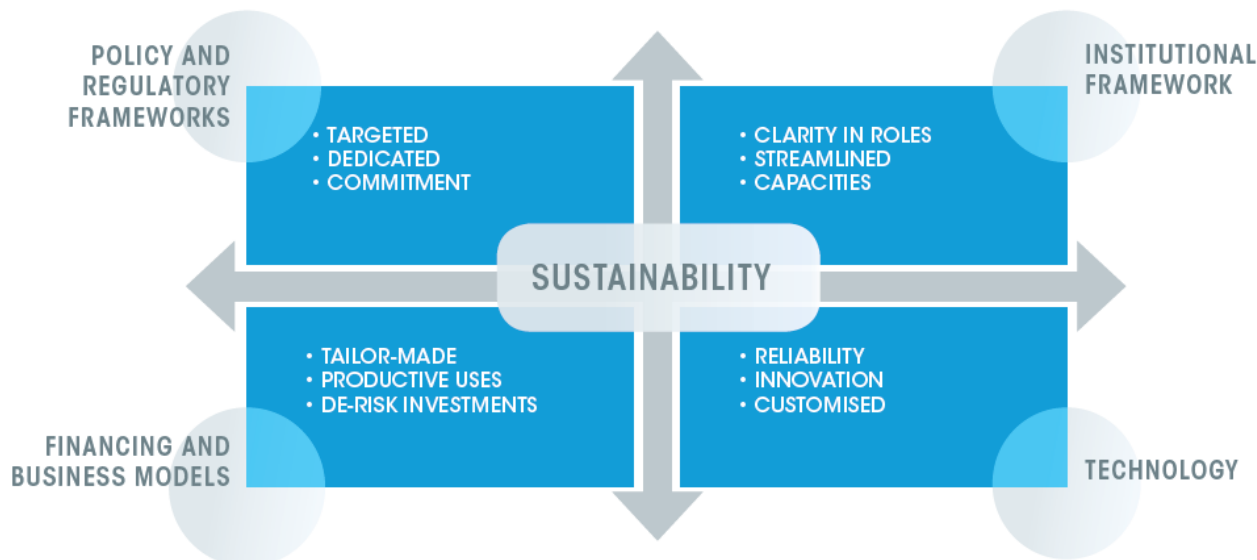 POLICY AND
REGULATORY
FRAMEWORKS
• TARGETED
• DEDICATED
• COMMITMENT
INSTITUTIONAL
FRAMEWORK
• CLARITY IN ROLES
• STREAMLINED
• CAPACITIES
SUSTAINABILITY
FINANCING AND
BUSINESS MODELS
• TAILOR-MADE
• PRODUCTIVE USES
• DE-RISK INVESTMENTS
• RELIABILITY
• INNOVATION
• CUSTOMISED
TECHNOLOGY